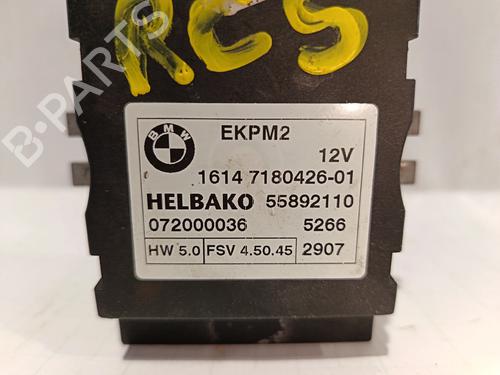 RC5
B-PARTS
BMW
EKPM2
12V
1614 7180426-01
HELBAKO 55892110
072000036 5266
HW 5.0 FSV 4.50.45 2907